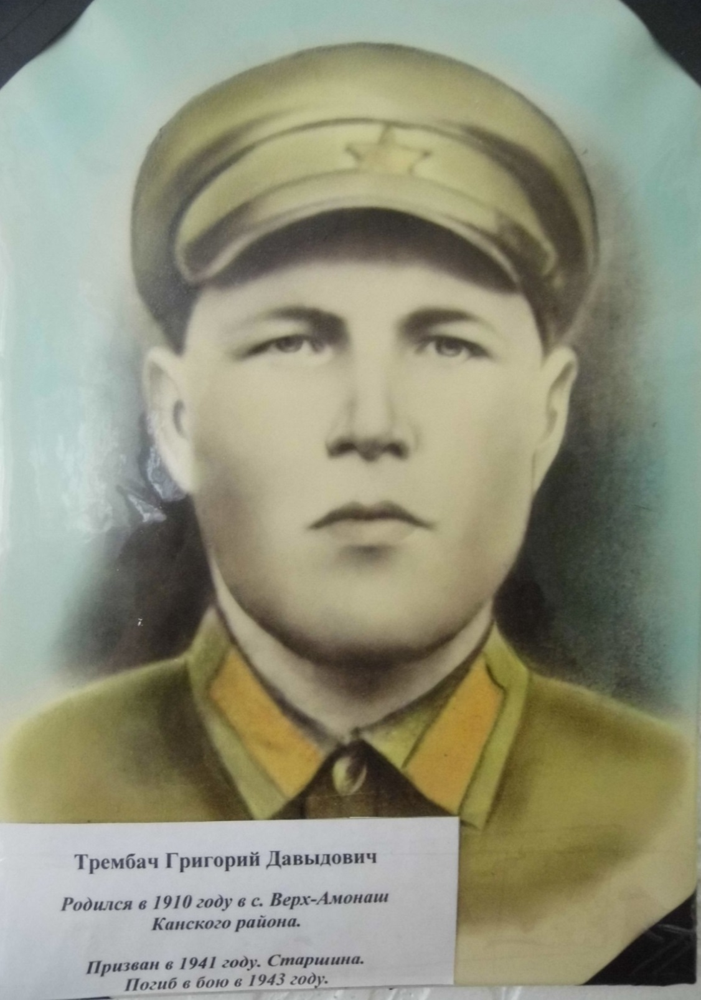 Трембач Григорий Давыдович
Родился в 1910 году в с. Верх-Амонаш
Канского района.
Призван в 1941 году. Старшина.
Погиб в бою в 1943 году.